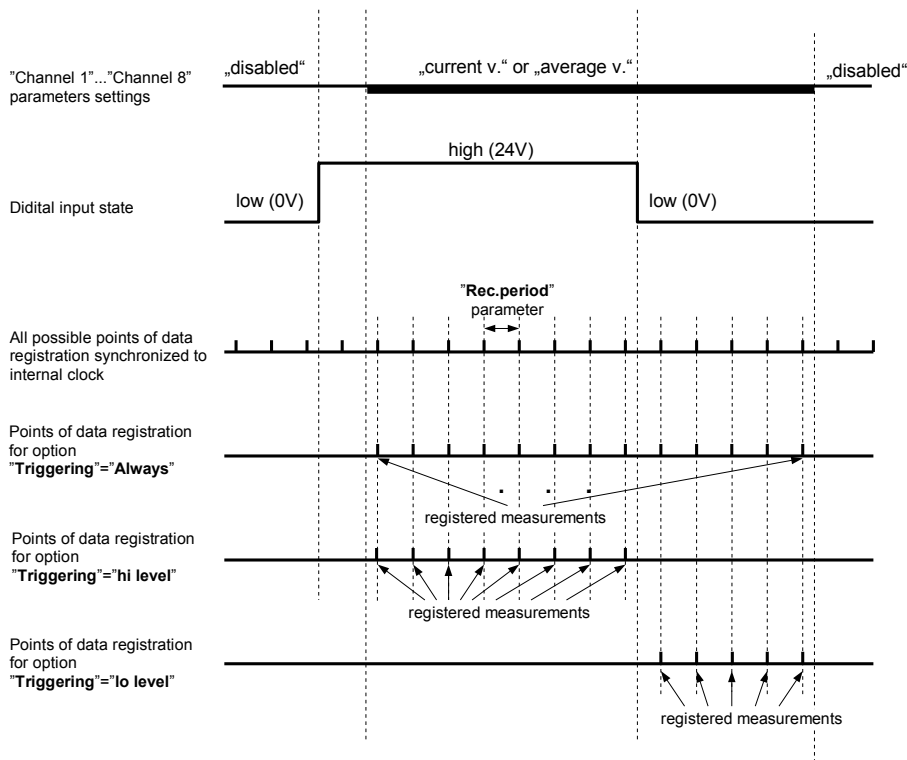 "Channel 1"..."Channel 8"
parameters settings
„disabled“
„current v.“ or „average v.“
„disabled“
high (24V)
Didital input state
low (0V)
low (0V)
"Rec.period"
parameter
All possible points of data
registration synchronized to
internal clock
Points of data registration
for option
"Triggering"="Always"
. . .
registered measurements
Points of data registration
for option
"Triggering"="hi level"
registered measurements
Points of data registration
for option
"Triggering"="lo level"
registered measurements